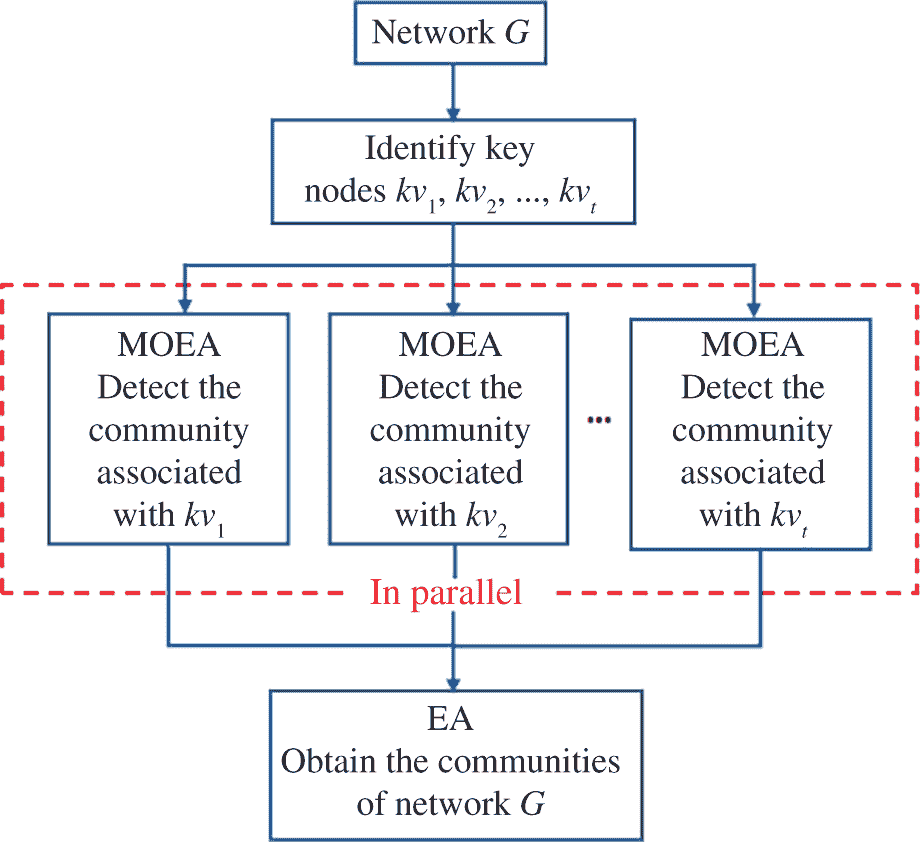 Network G
Identify key
nodes kv₁, kv₂, ..., kvₜ
MOEA
Detect the
community
associated
with kv₁
MOEA
Detect the
community
associated
with kv₂
...
MOEA
Detect the
community
associated
with kvₜ
In parallel
EA
Obtain the communities
of network G